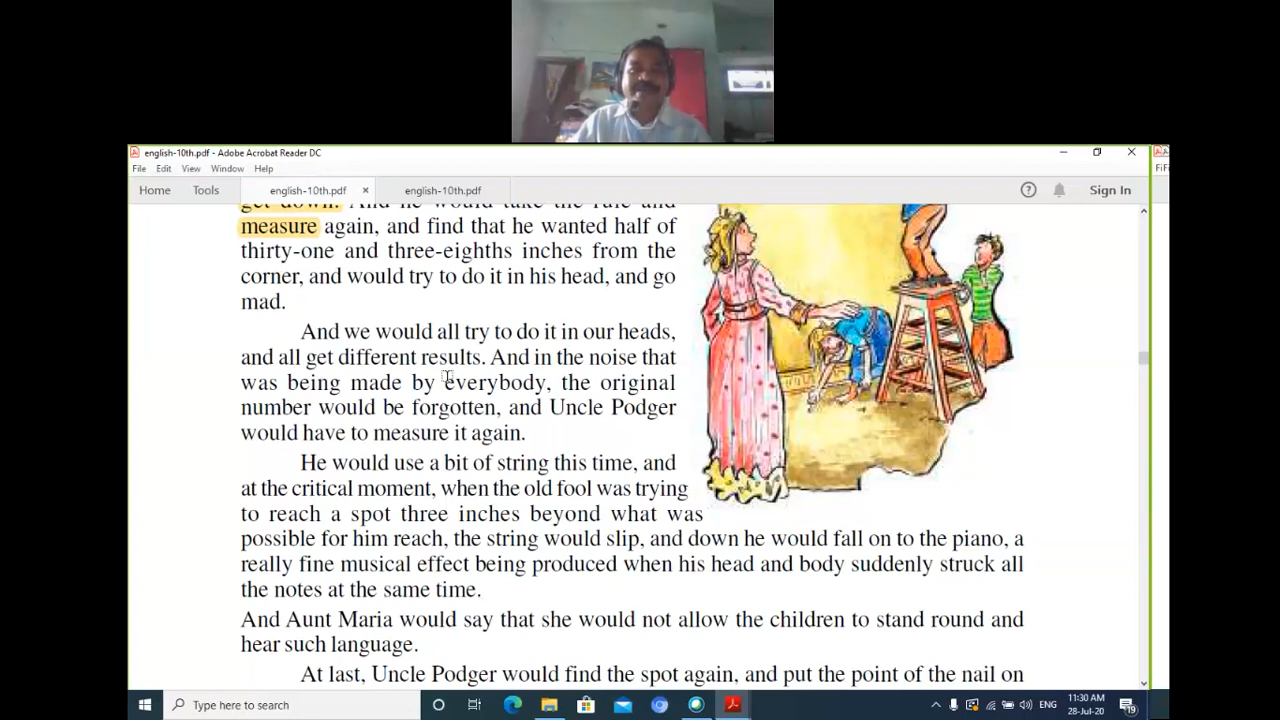 english-10th.pdf - Adobe Acrobat Reader DC
File Edit View Window Help
Home Tools english-10th.pdf × english-10th.pdf Sign In
get down. And he would take the rule and
measure again, and find that he wanted half of
thirty-one and three-eighths inches from the
corner, and would try to do it in his head, and go
mad.
And we would all try to do it in our heads,
and all get different results. And in the noise that
was being made by everybody, the original
number would be forgotten, and Uncle Podger
would have to measure it again.
He would use a bit of string this time, and
at the critical moment, when the old fool was trying
to reach a spot three inches beyond what was
possible for him reach, the string would slip, and down he would fall on to the piano, a
really fine musical effect being produced when his head and body suddenly struck all
the notes at the same time.
And Aunt Maria would say that she would not allow the children to stand round and
hear such language.
At last, Uncle Podger would find the spot again, and put the point of the nail on
Type here to search
ENG
11:30 AM
28-Jul-20
19